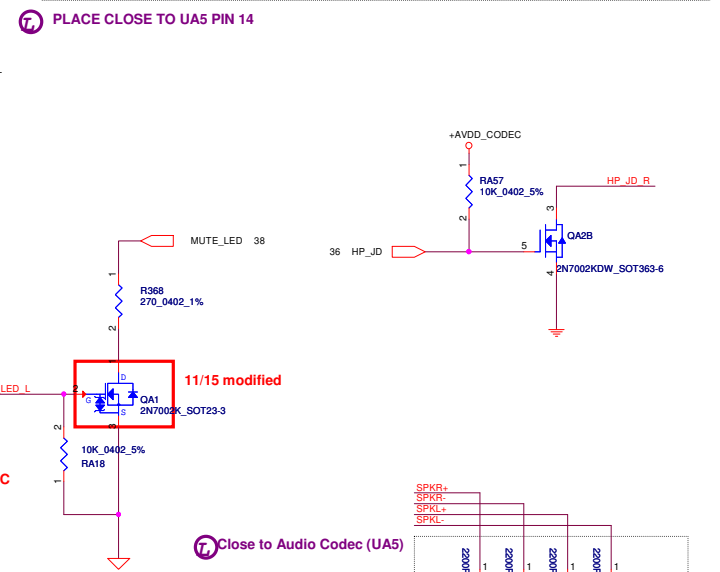 PLACE CLOSE TO UA5 PIN 14
+AVDD_CODEC
1
RA57
10K_0402_5%
2
HP_JD_R
3
QA2B
5
4
2N7002KDW_SOT363-6
36 HP_JD
MUTE_LED 38
1
R368
270_0402_1%
2
11/15 modified
1
D
LED_L
2
G
QA1
2N7002K_SOT23-3
S
3
2
10K_0402_5%
RA18
1
C
SPKR+
SPKR-
SPKL+
SPKL-
Close to Audio Codec (UA5)
1
1
1
1